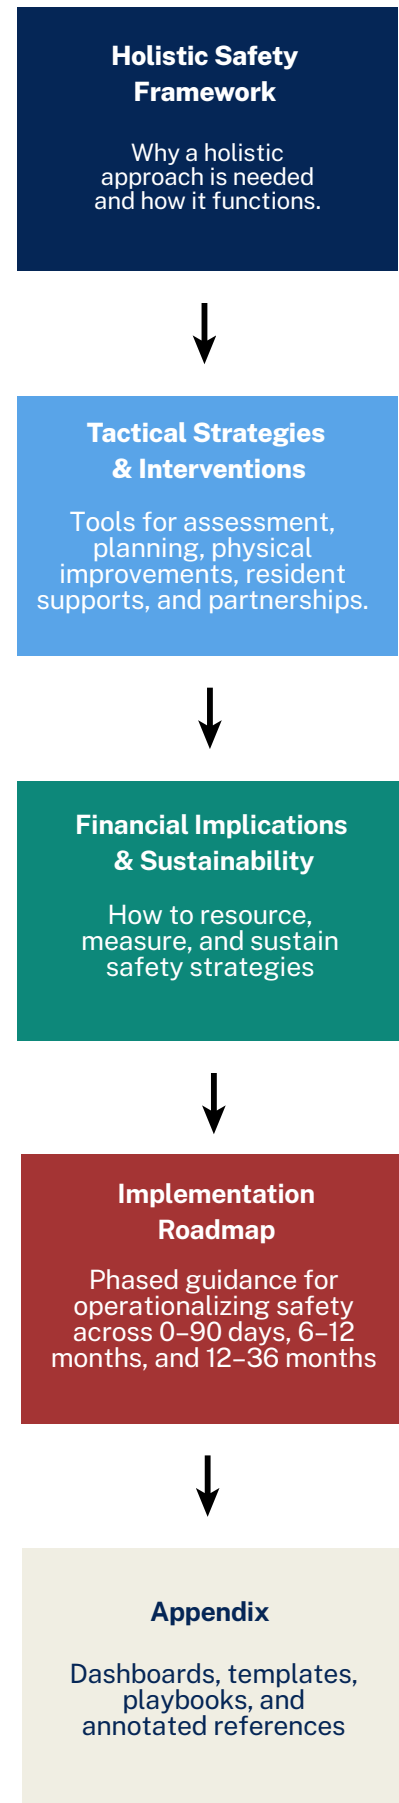 Holistic Safety
Framework
Why a holistic
approach is needed
and how it functions.
Tactical Strategies
& Interventions
Tools for assessment,
planning, physical
improvements, resident
supports, and partnerships.
Financial Implications
& Sustainability
How to resource,
measure, and sustain
safety strategies
Implementation
Roadmap
Phased guidance for
operationalizing safety
across 0–90 days, 6–12
months, and 12–36 months
Appendix
Dashboards, templates,
playbooks, and
annotated references